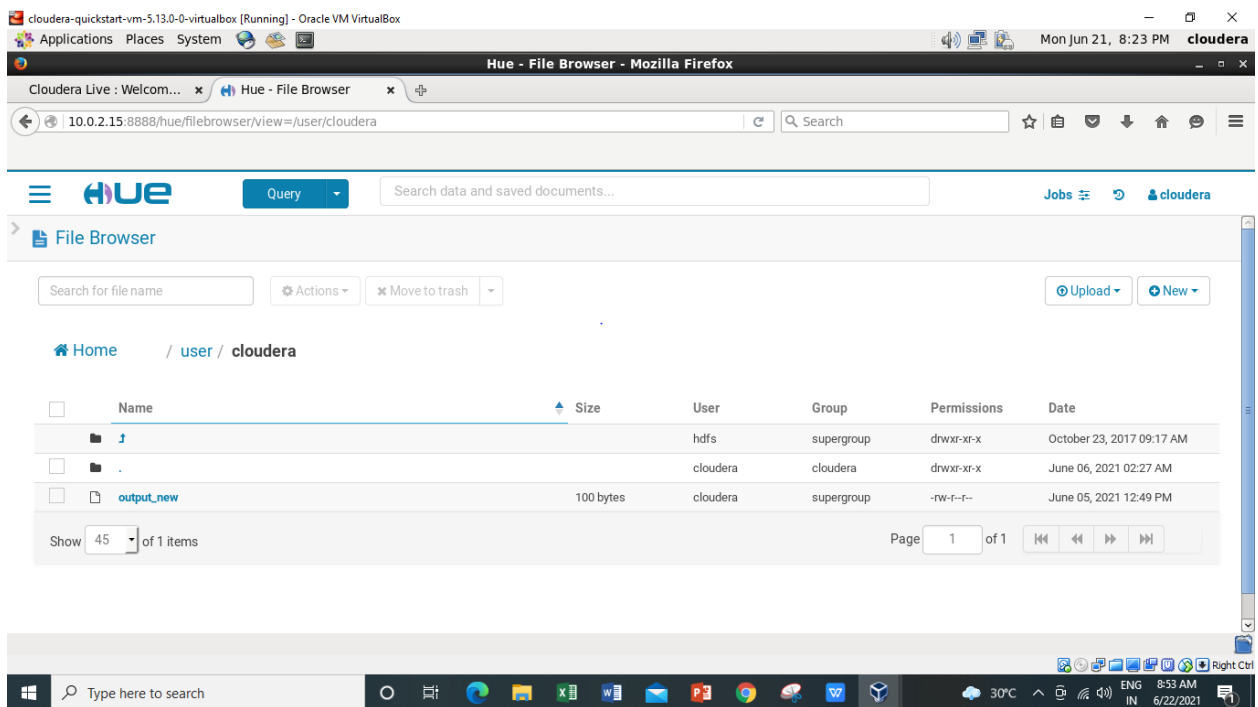 cloudera-quickstart-vm-5.13.0-0-virtualbox [Running] - Oracle VM VirtualBox
Applications Places System Mon Jun 21, 8:23 PM cloudera
Hue - File Browser - Mozilla Firefox
Cloudera Live : Welcom... Hue - File Browser
10.0.2.15:8888/hue/filebrowser/view=/user/cloudera Search
HUE Query Search data and saved documents... Jobs cloudera
File Browser
Search for file name Actions Move to trash Upload New
Home / user / cloudera
Name Size User Group Permissions Date
hdfs supergroup drwxr-xr-x October 23, 2017 09:17 AM
. cloudera cloudera drwxr-xr-x June 06, 2021 02:27 AM
output_new 100 bytes cloudera supergroup -rw-r--r-- June 05, 2021 12:49 PM
Show 45 of 1 items Page 1 of 1
Right Ctrl
Type here to search 30°C ENG 8:53 AM
IN 6/22/2021